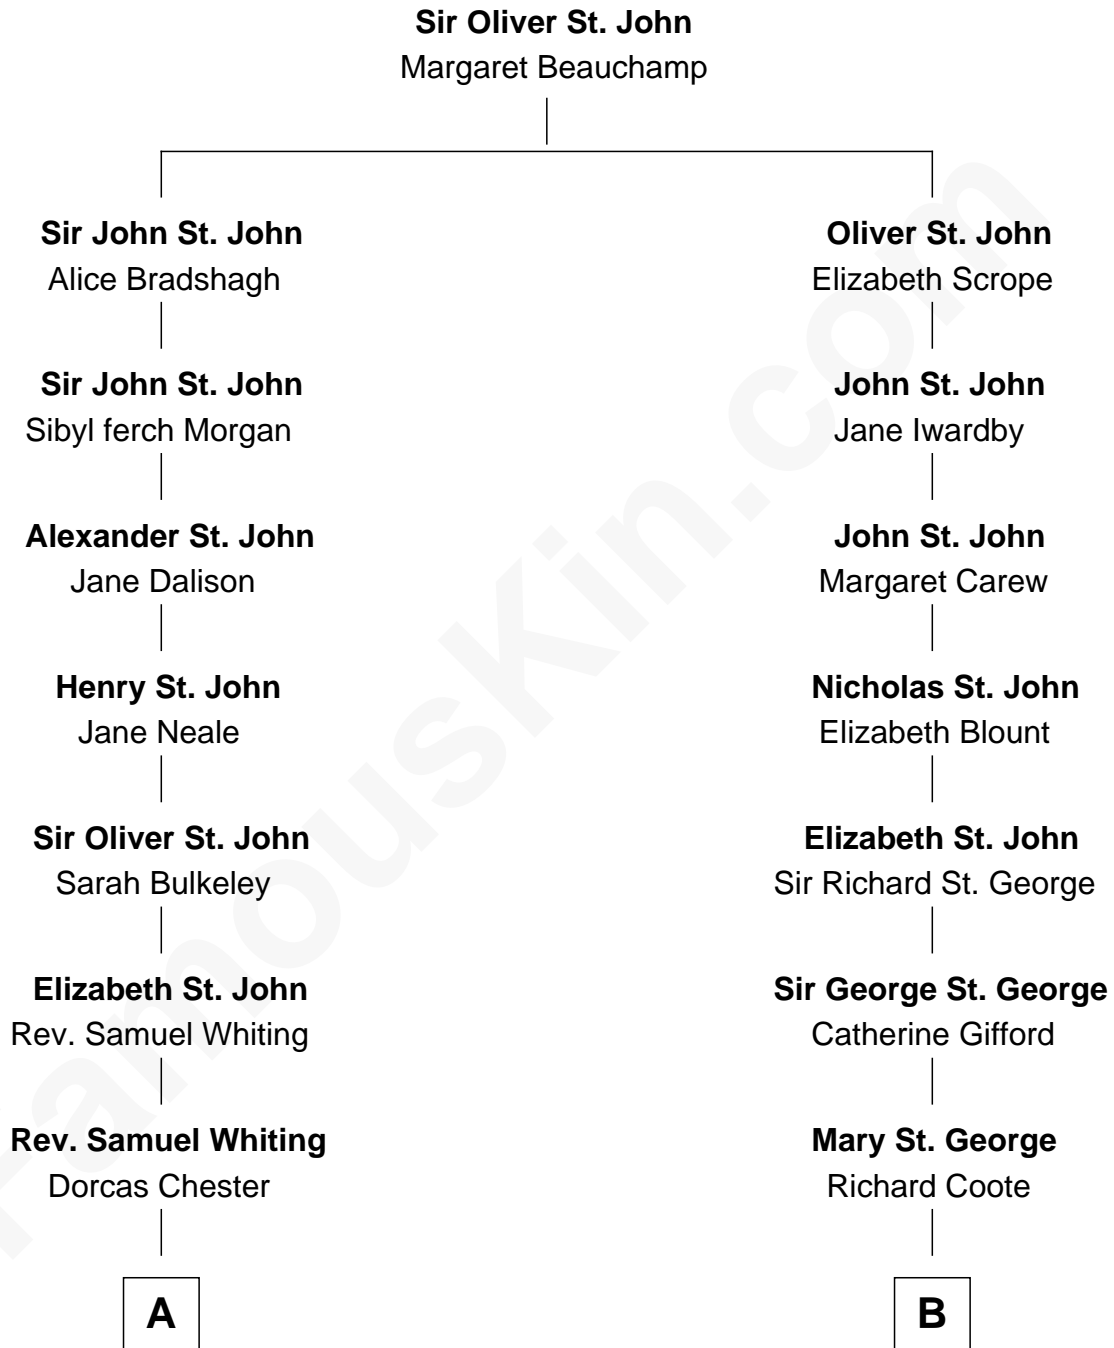 Sir Oliver St. John
Margaret Beauchamp
Sir John St. John
Alice Bradshagh
Oliver St. John
Elizabeth Scrope
Sir John St. John
Sibyl ferch Morgan
John St. John
Jane Iwardby
Alexander St. John
Jane Dalison
John St. John
Margaret Carew
Henry St. John
Jane Neale
Nicholas St. John
Elizabeth Blount
Sir Oliver St. John
Sarah Bulkeley
Elizabeth St. John
Sir Richard St. George
Elizabeth St. John
Rev. Samuel Whiting
Sir George St. George
Catherine Gifford
Rev. Samuel Whiting
Dorcas Chester
Mary St. George
Richard Coote
A
B
FamousKin.com